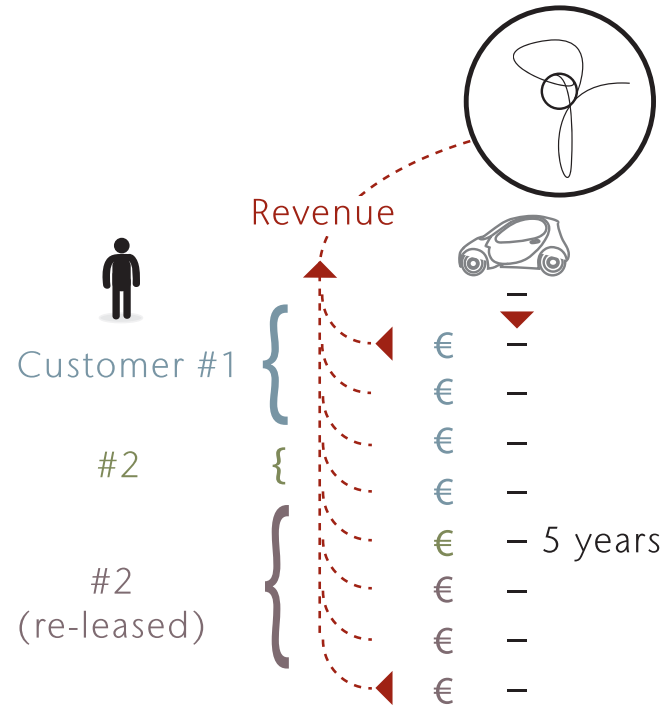 Revenue
Customer #1
€
€
€
#2
€
€ 5 years
#2
(re-leased)
€
€
€